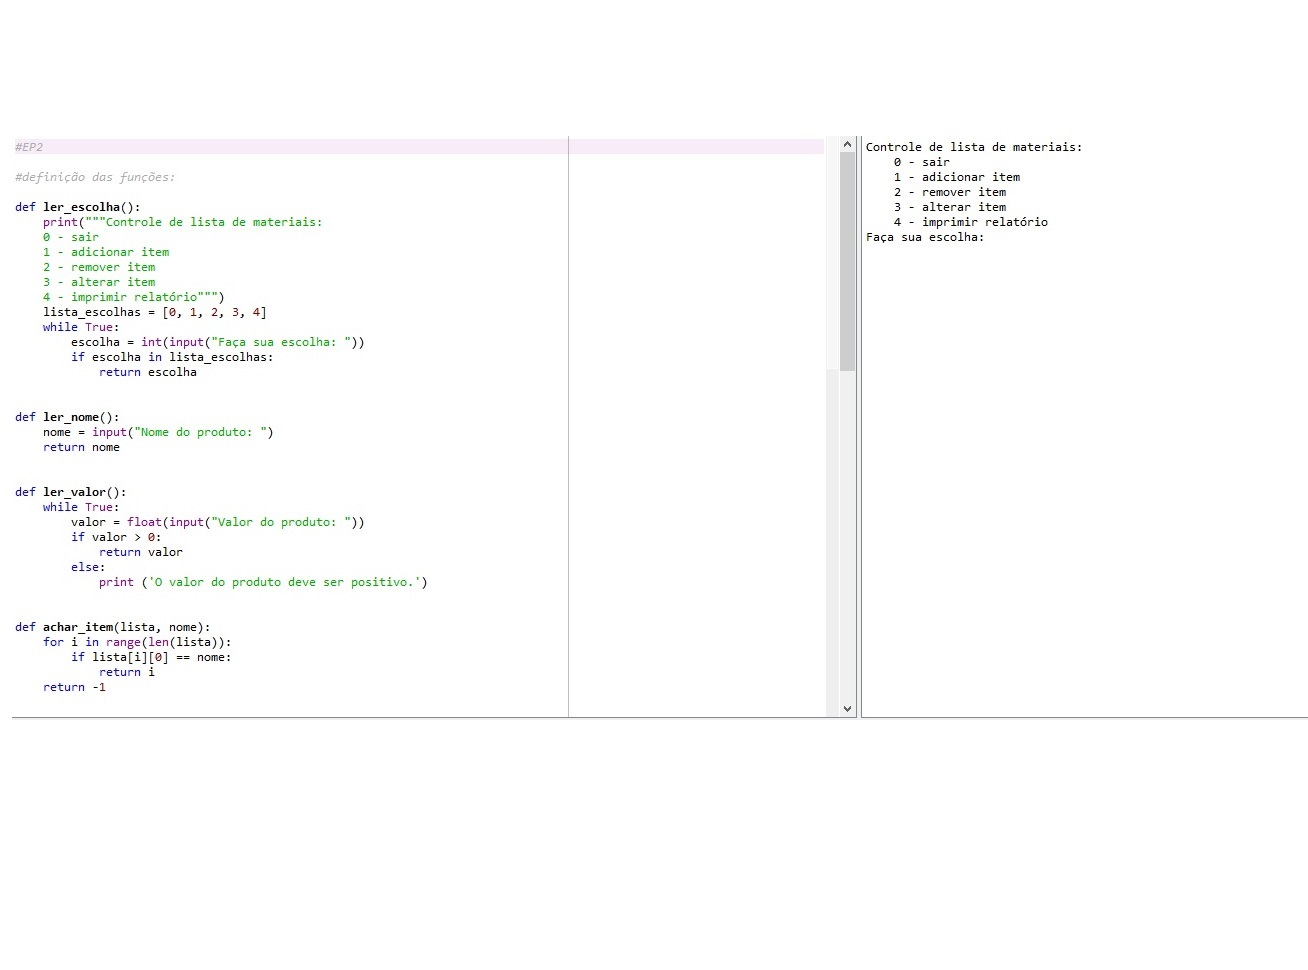 #EP2
#definição das funções:
def ler_escolha():
    print("""Controle de lista de materiais:
    0 - sair
    1 - adicionar item
    2 - remover item
    3 - alterar item
    4 - imprimir relatório""")
    lista_escolhas = [0, 1, 2, 3, 4]
    while True:
        escolha = int(input("Faça sua escolha: "))
        if escolha in lista_escolhas:
            return escolha
def ler_nome():
    nome = input("Nome do produto: ")
    return nome
def ler_valor():
    while True:
        valor = float(input("Valor do produto: "))
        if valor > 0:
            return valor
        else:
            print ('O valor do produto deve ser positivo.')
def achar_item(lista, nome):
    for i in range(len(lista)):
        if lista[i][0] == nome:
            return i
    return -1
Controle de lista de materiais:
    0 - sair
    1 - adicionar item
    2 - remover item
    3 - alterar item
    4 - imprimir relatório
Faça sua escolha: